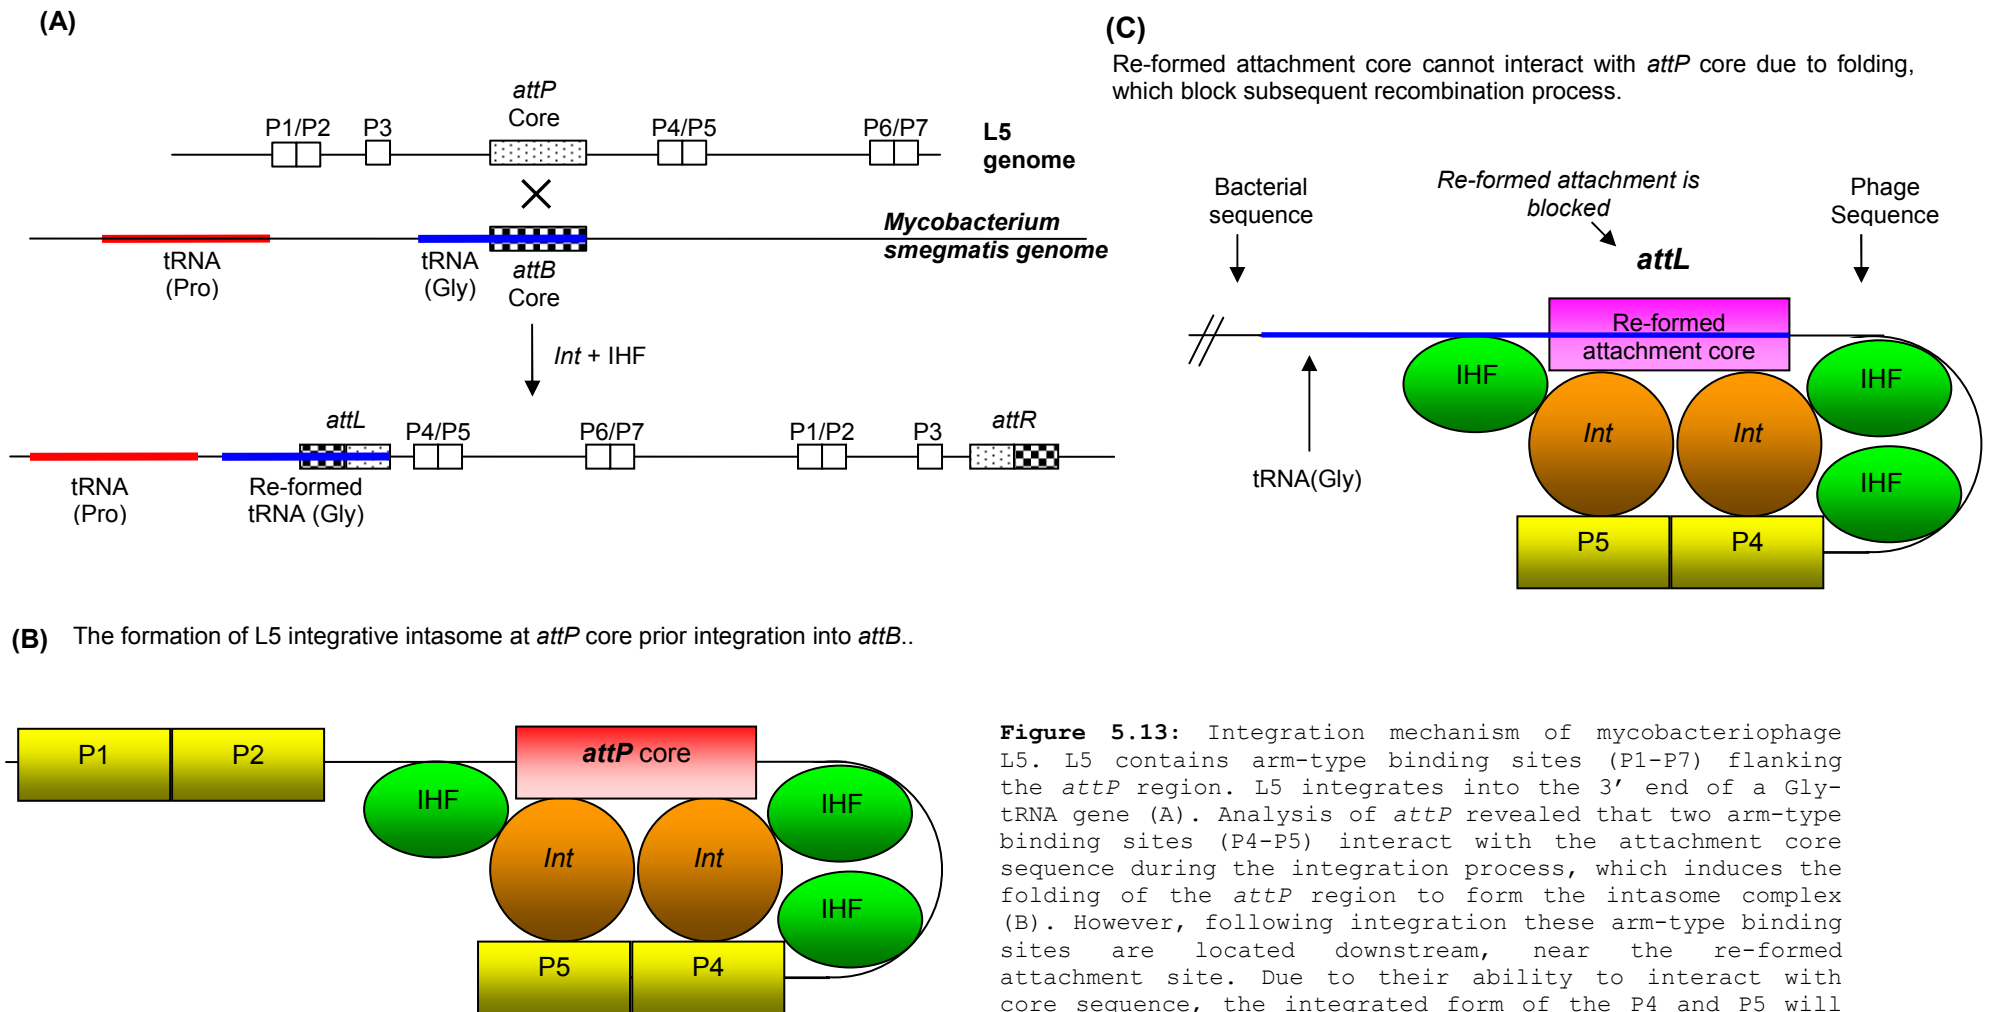 (A)
attP
Core
P1/P2
P3
P4/P5
P6/P7
L5
genome
Mycobacterium
smegmatis genome
tRNA
(Pro)
tRNA
(Gly)
attB
Core
Int + IHF
attL
P4/P5
P6/P7
P1/P2
P3
attR
tRNA
(Pro)
Re-formed
tRNA (Gly)
(B) The formation of L5 integrative intasome at attP core prior integration into attB..
P1
P2
attP core
IHF
IHF
Int
Int
IHF
P5
P4
(C)
Re-formed attachment core cannot interact with attP core due to folding,
which block subsequent recombination process.
Bacterial
sequence
Re-formed attachment is
blocked
Phage
Sequence
attL
Re-formed
attachment core
IHF
IHF
Int
Int
IHF
tRNA(Gly)
P5
P4
Figure 5.13: Integration mechanism of mycobacteriophage
L5. L5 contains arm-type binding sites (P1-P7) flanking
the attP region. L5 integrates into the 3′ end of a Gly-
tRNA gene (A). Analysis of attP revealed that two arm-type
binding sites (P4-P5) interact with the attachment core
sequence during the integration process, which induces the
folding of the attP region to form the intasome complex
(B). However, following integration these arm-type binding
sites are located downstream, near the re-formed
attachment site. Due to their ability to interact with
core sequence, the integrated form of the P4 and P5 will